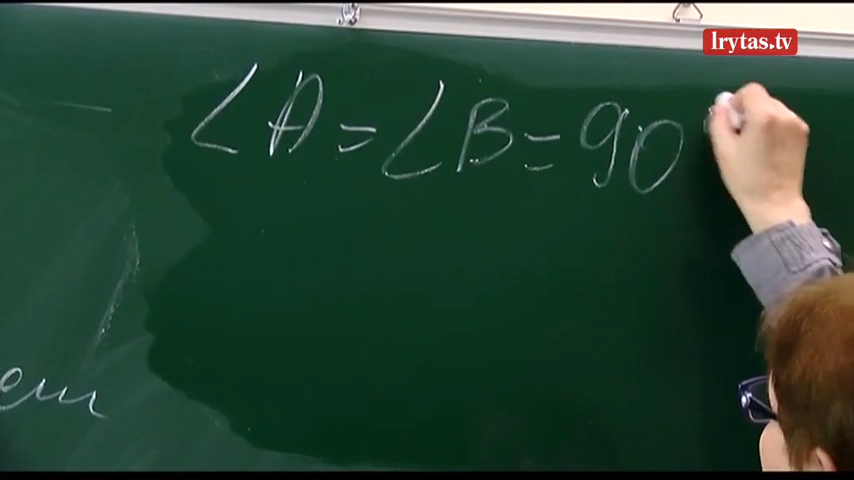 lrytas.tv
∠A = ∠B = 90